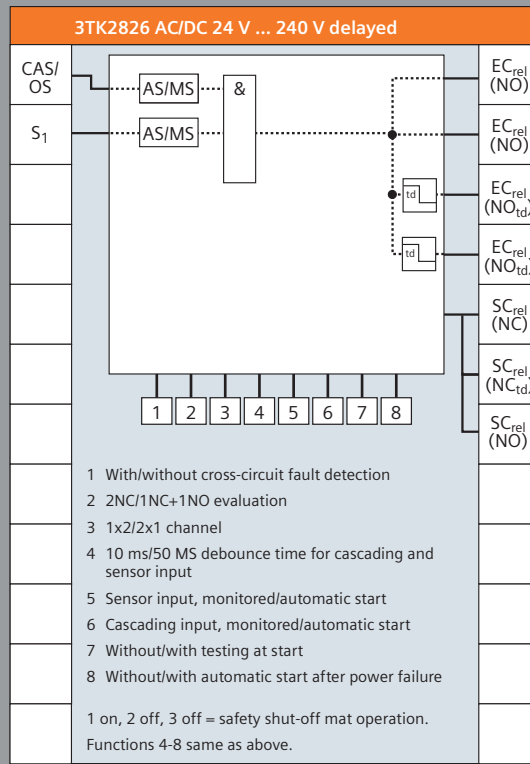 3TK2826 AC/DC 24 V ... 240 V delayed
CAS/
OS
S1
AS/MS
AS/MS
&
td
td
ECrel
(NO)
ECrel
(NO)
ECrel
(NOtd)
ECrel
(NOtd)
SCrel
(NC)
SCrel
(NCtd)
SCrel
(NO)
1 2 3 4 5 6 7 8
1 With/without cross-circuit fault detection
2 2NC/1NC+1NO evaluation
3 1x2/2x1 channel
4 10 ms/50 MS debounce time for cascading and
sensor input
5 Sensor input, monitored/automatic start
6 Cascading input, monitored/automatic start
7 Without/with testing at start
8 Without/with automatic start after power failure
1 on, 2 off, 3 off = safety shut-off mat operation.
Functions 4-8 same as above.